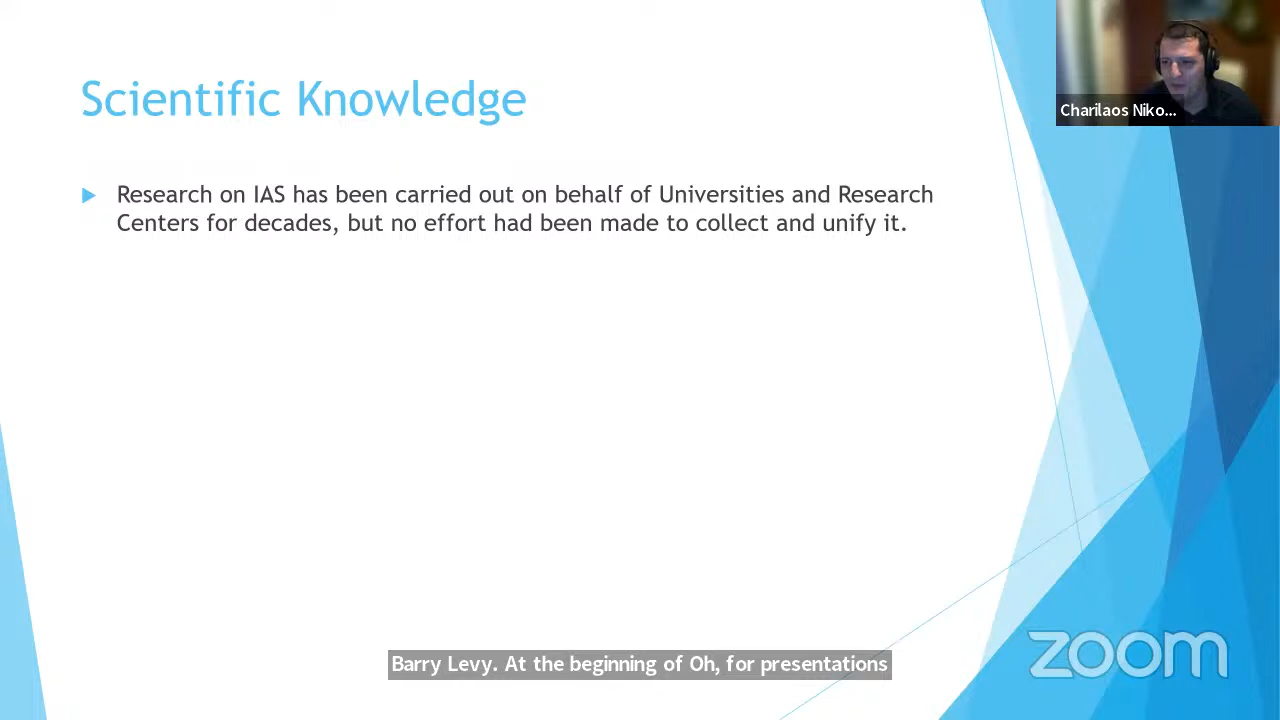 Scientific Knowledge
Charilaos Niko...
Research on IAS has been carried out on behalf of Universities and Research
Centers for decades, but no effort had been made to collect and unify it.
Barry Levy. At the beginning of Oh, for presentations
zoom